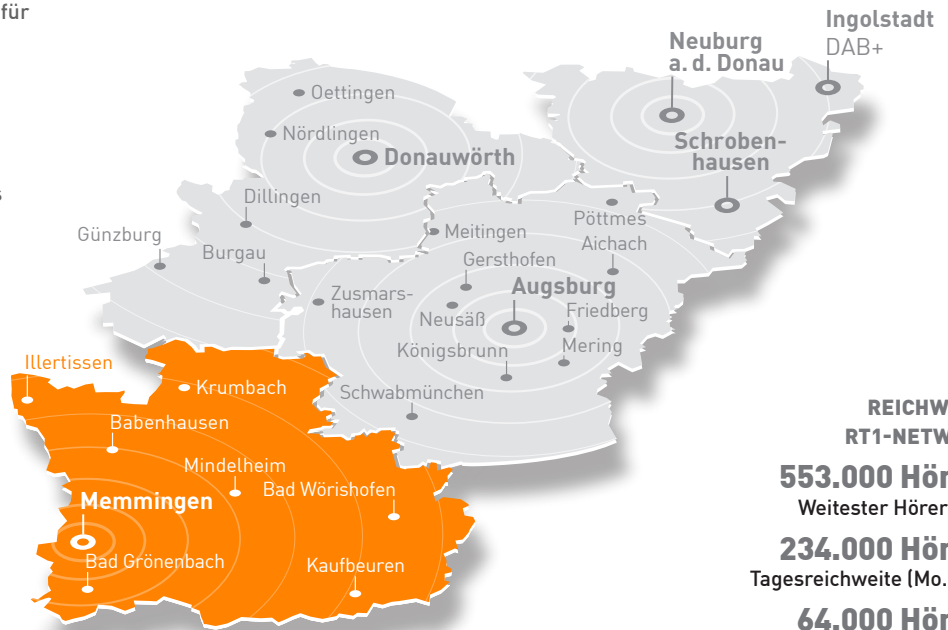 für
Ingolstadt
DAB+
Neuburg
a. d. Donau
Oettingen
Nördlingen
Donauwörth
Schroben-
hausen
s
Dillingen
Pöttmes
Günzburg
Meitingen
Aichach
Burgau
Gersthofen
Augsburg
Zusmars-
hausen
Neusäß
Friedberg
Königsbrunn
Mering
Illertissen
Krumbach
Schwabmünchen
Babenhausen
Mindelheim
Bad Wörishofen
Memmingen
Bad Grönenbach
Kaufbeuren
REICHW
RT1-NETW
553.000 Hör
Weitester Hörer
234.000 Hör
Tagesreichweite (Mo.
64.000 Hör